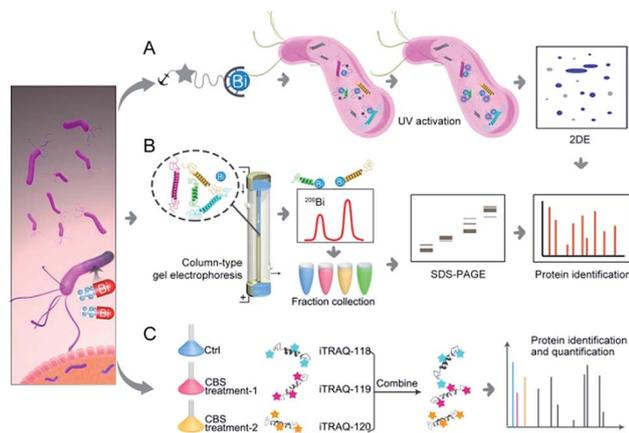 A
Bi
UV activation
2DE
B
Bi
Bi
Bi
209Bi
Column-type
gel electrophoresis
Fraction collection
SDS-PAGE
Protein identification
Bi
Bi
C
Ctrl
iTRAQ-118
CBS
treatment-1
iTRAQ-119
Combine
CBS
treatment-2
iTRAQ-120
Protein identification
and quantification